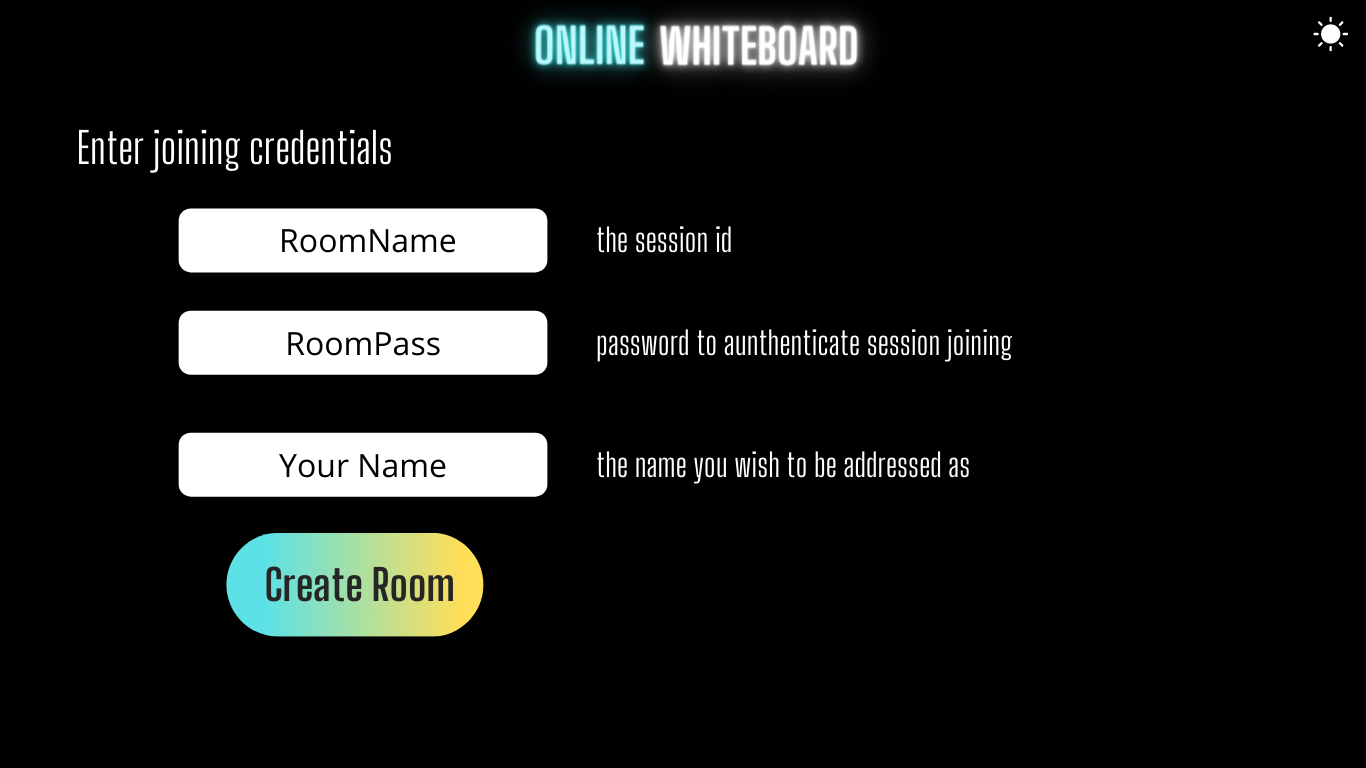 ONLINE WHITEBOARD
Enter joining credentials
RoomName
the session id
RoomPass
password to aunthenticate session joining
Your Name
the name you wish to be addressed as
Create Room